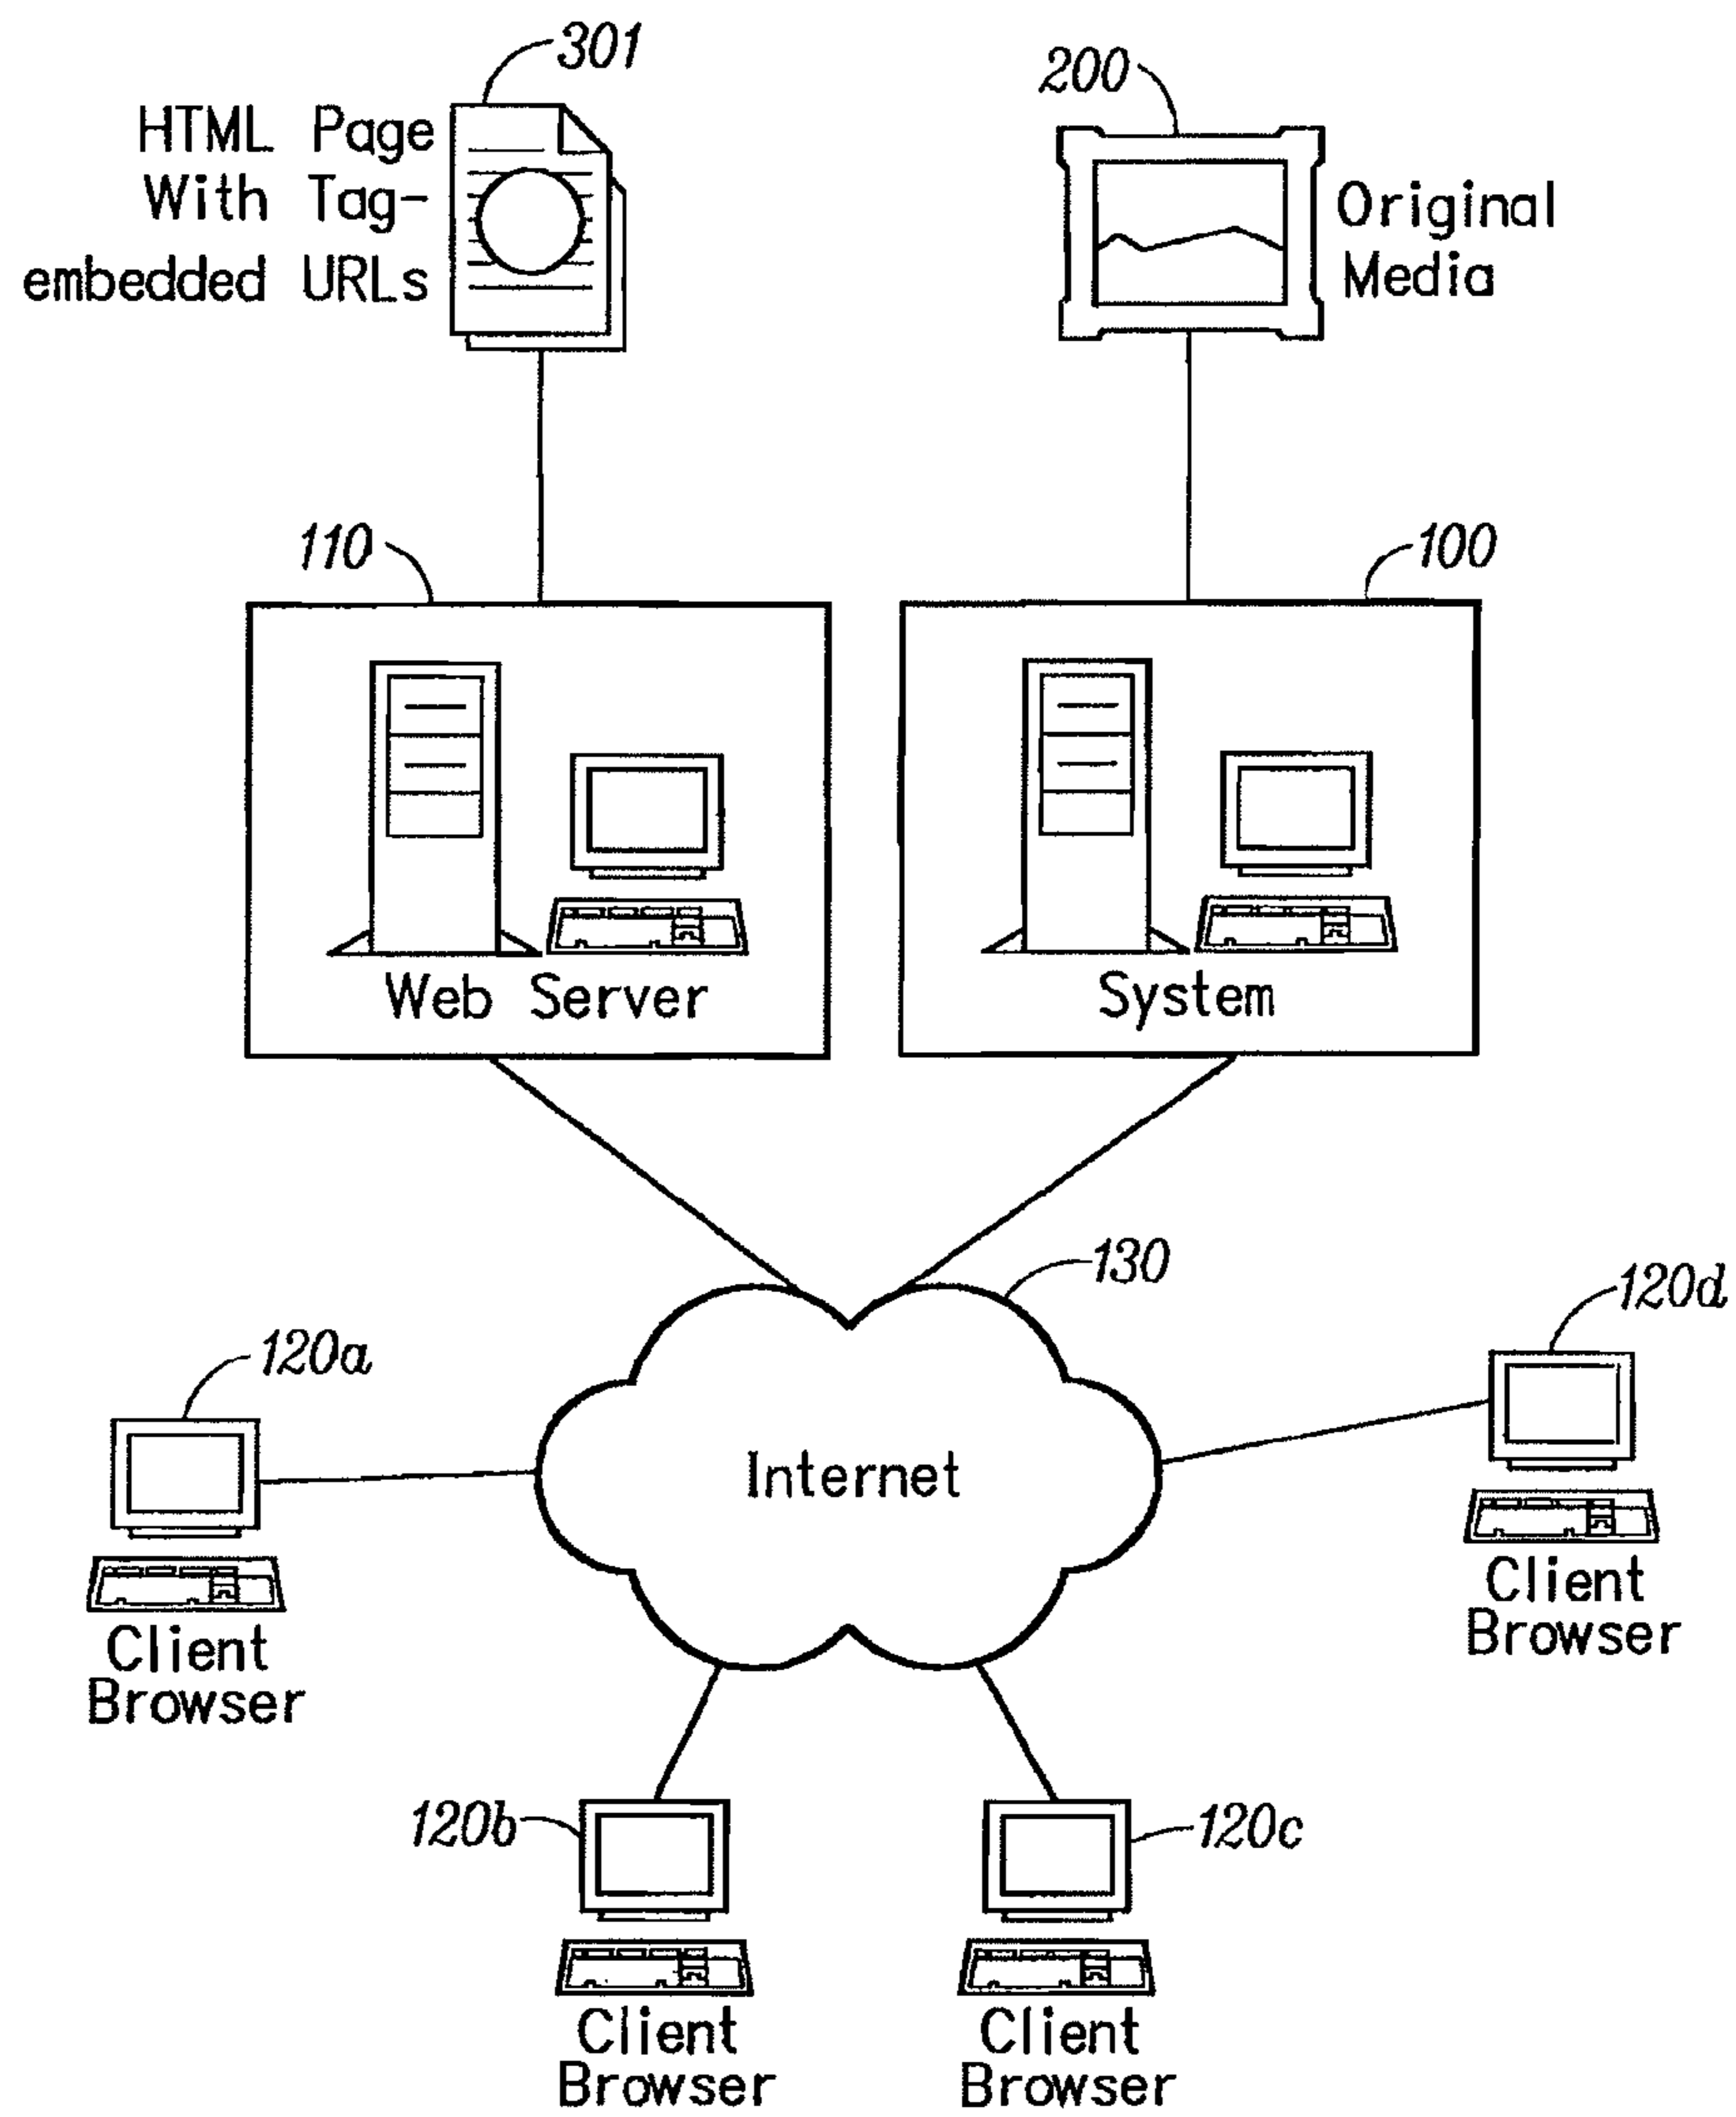 301
HTML Page
With Tag-
embedded URLs
200
Original
Media
110
Web Server
100
System
130
Internet
120a
Client
Browser
120d
Client
Browser
120b
Client
Browser
120c
Client
Browser